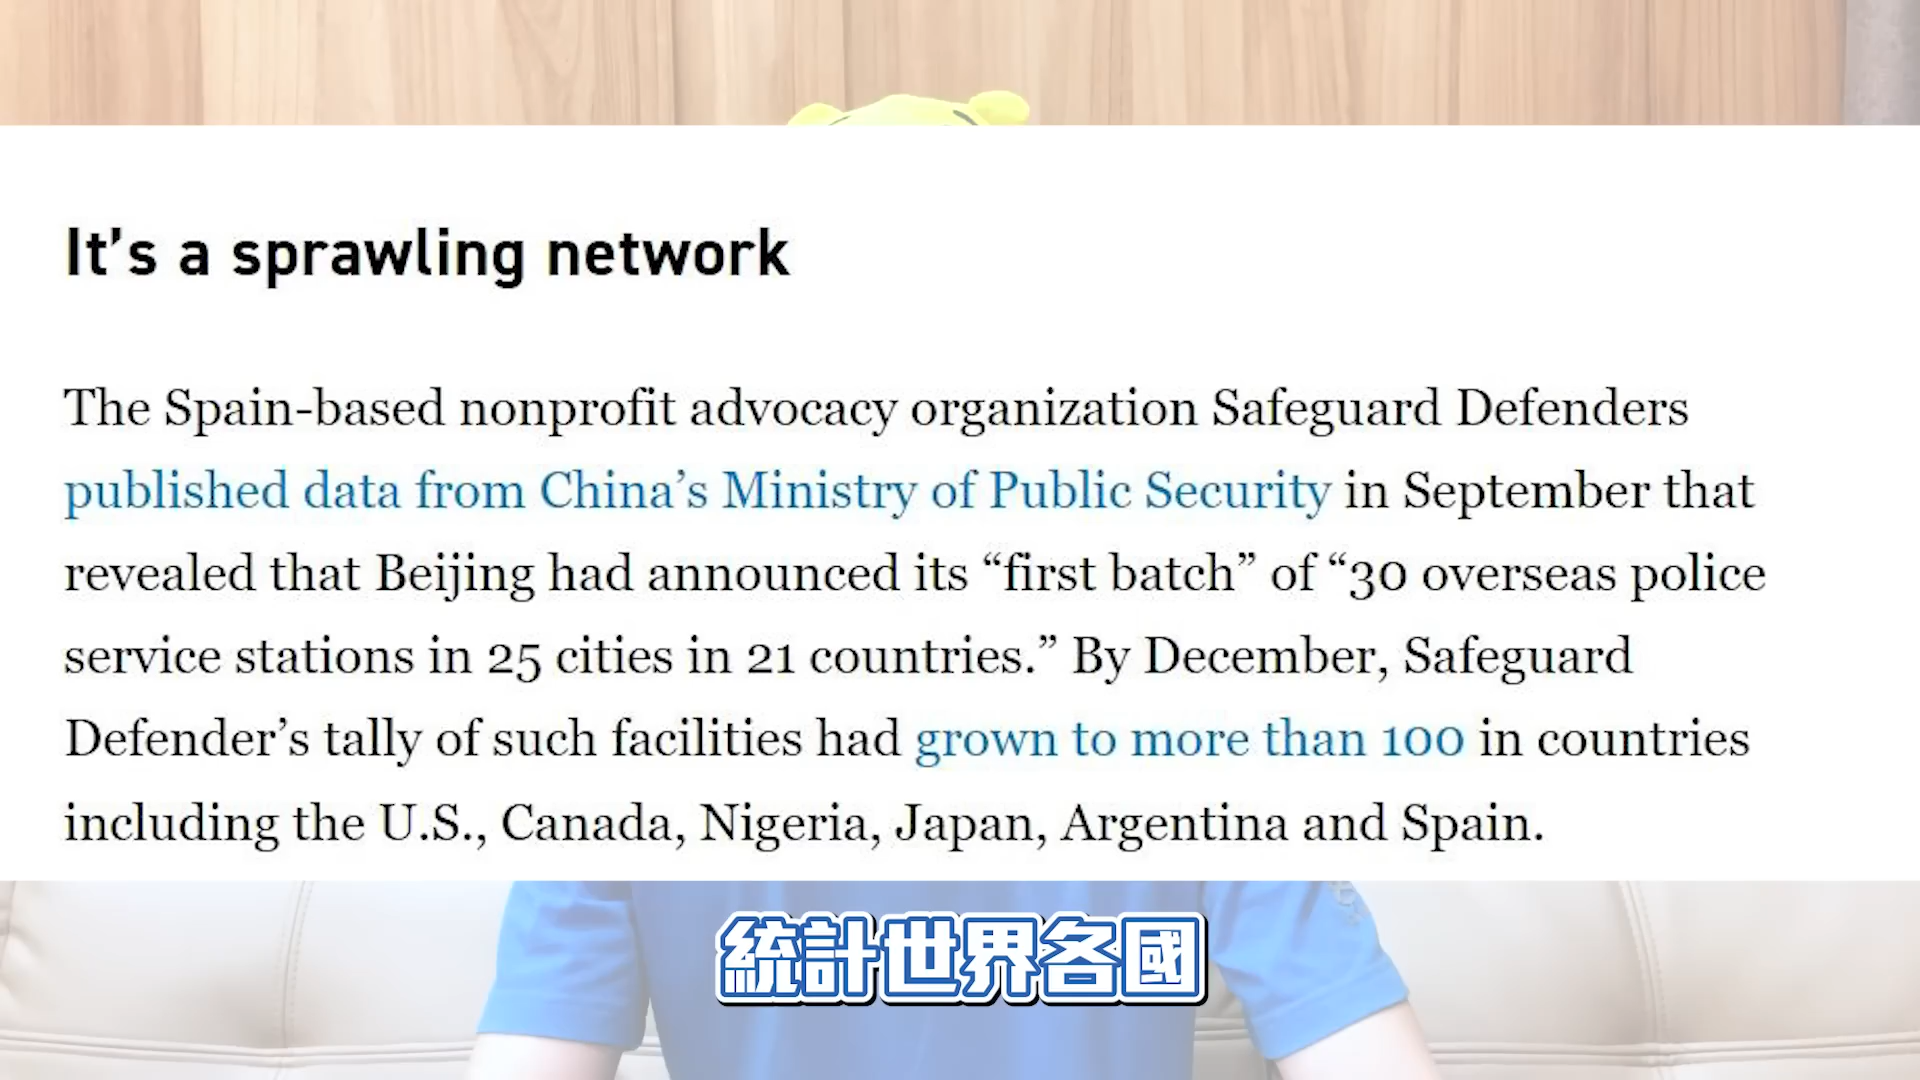 It's a sprawling network
The Spain-based nonprofit advocacy organization Safeguard Defenders
published data from China’s Ministry of Public Security in September that
revealed that Beijing had announced its “first batch” of “30 overseas police
service stations in 25 cities in 21 countries.” By December, Safeguard
Defender’s tally of such facilities had grown to more than 100 in countries
including the U.S., Canada, Nigeria, Japan, Argentina and Spain.
統計世界各國